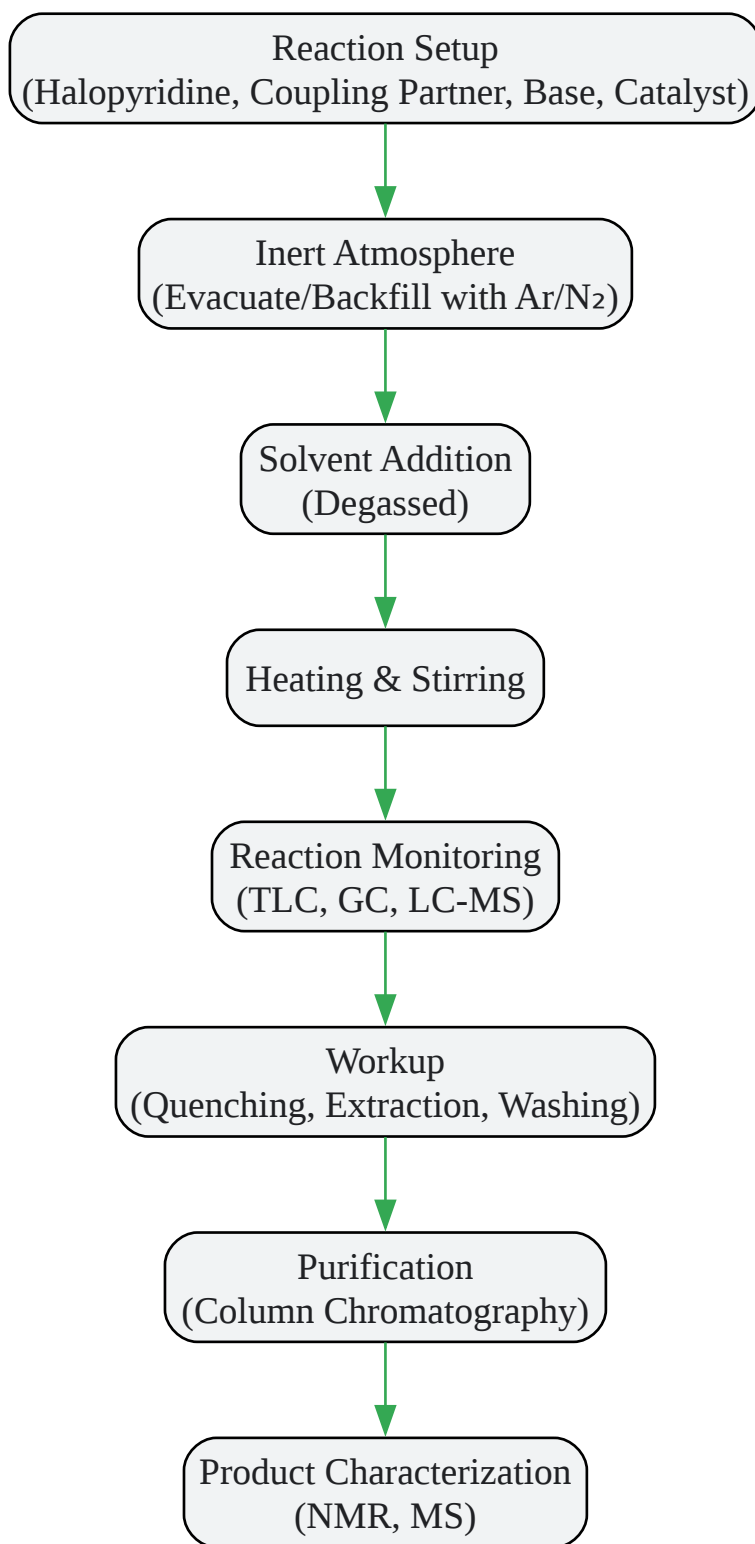 Reaction Setup
(Halopyridine, Coupling Partner, Base, Catalyst)
Inert Atmosphere
(Evacuate/Backfill with Ar/N₂)
Solvent Addition
(Degassed)
Heating & Stirring
Reaction Monitoring
(TLC, GC, LC-MS)
Workup
(Quenching, Extraction, Washing)
Purification
(Column Chromatography)
Product Characterization
(NMR, MS)